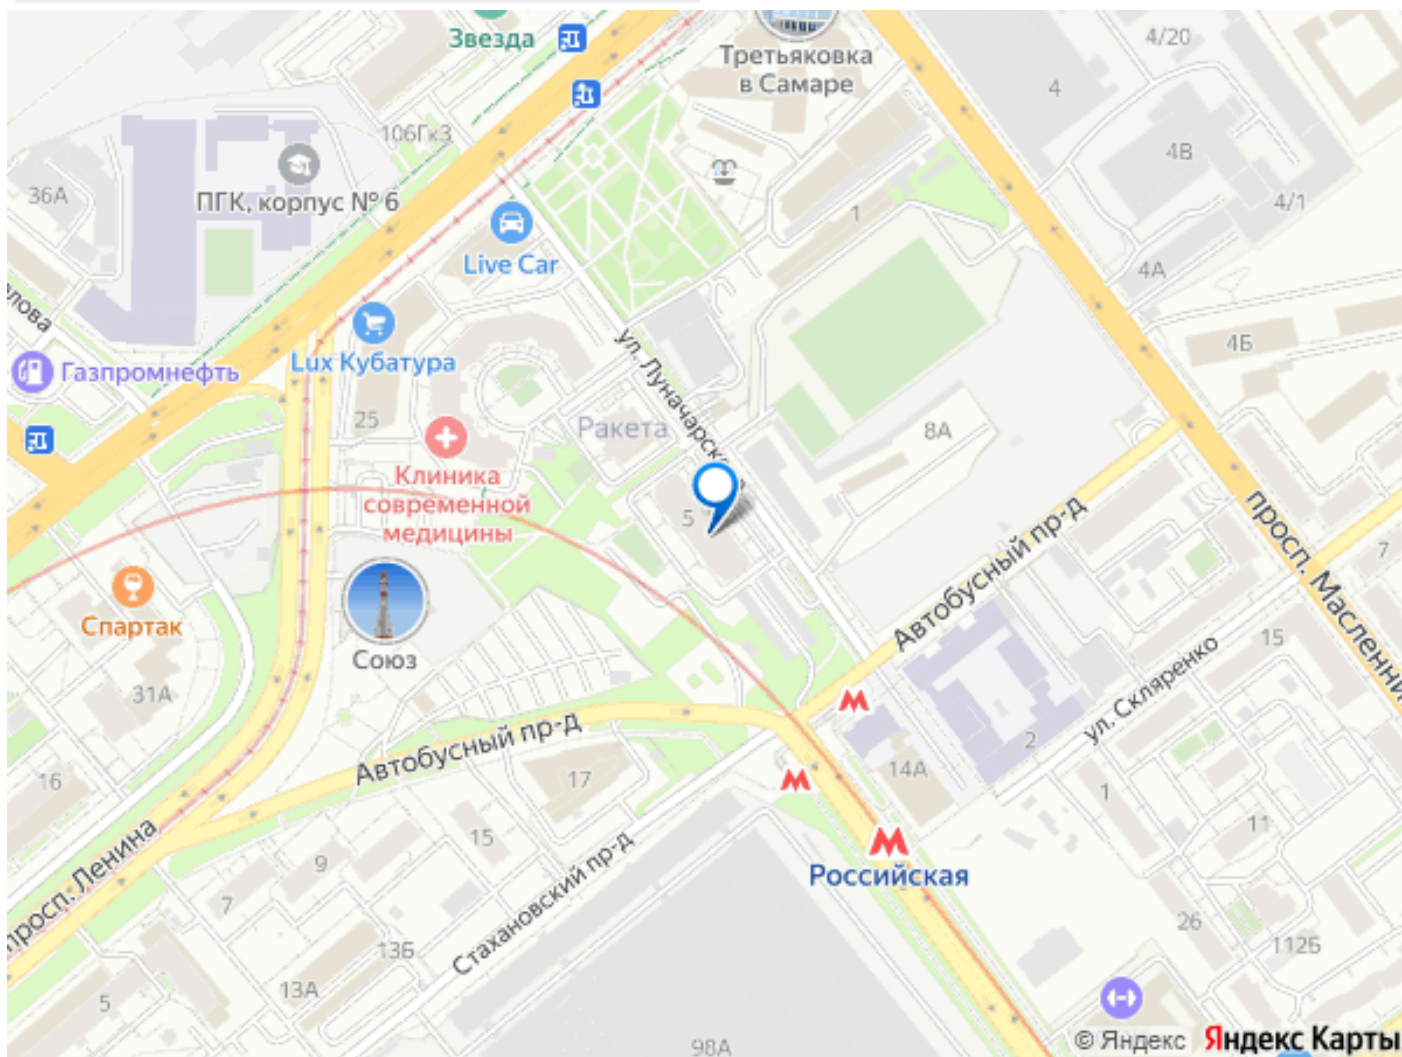 Звезда
Третьяковка
в Самаре
4/20
4
106Гк3
4В
36А
ПГК, корпус № 6
4/1
1
Live Car
4А
елова
Lux Кубатура
4Б
Газпромнефть
ул. Луначарского
25
Ракета
8А
Клиника
современной
медицины
5
просп. Масленни
7
Автобусный пр-д
Спартак
Союз
15
31А
ул. Скляренко
2
Автобусный пр-д
16
17
14А
1
15
11
просп. Ленина
9
Российская
7
Стахановский пр-д
26
13Б
112Б
13А
5
98А
© Яндекс Яндекс Карты